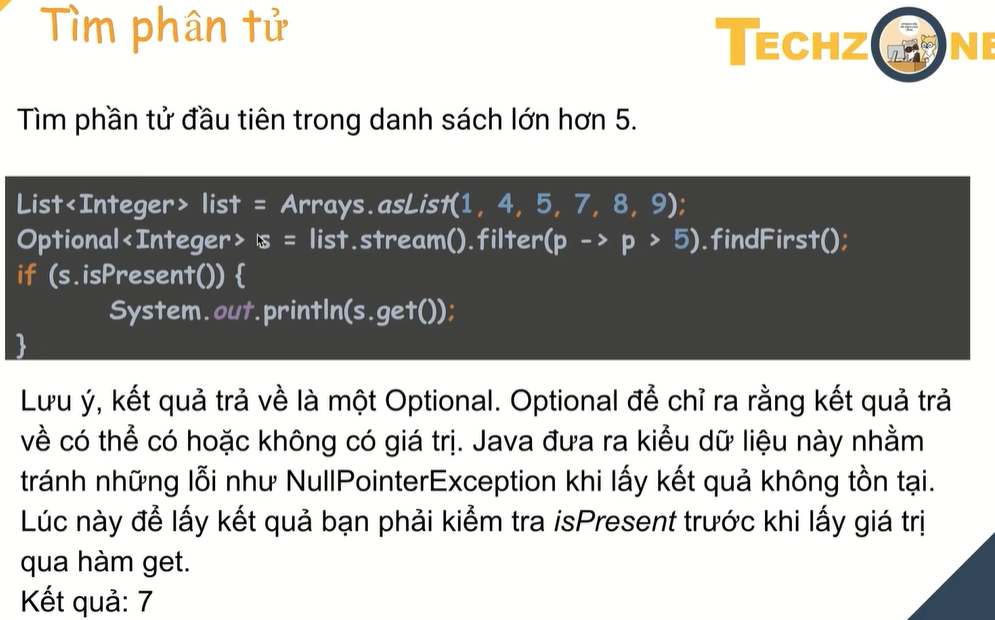 Tìm phân tử
TECHZ NE
Tìm phần tử đầu tiên trong danh sách lớn hơn 5.
List<Integer> list = Arrays.asList(1, 4, 5, 7, 8, 9);
Optional<Integer> s = list.stream().filter(p -> p > 5).findFirst();
if (s.isPresent()) {
System.out.println(s.get());
}
Lưu ý, kết quả trả về là một Optional. Optional để chỉ ra rằng kết quả trả
về có thể có hoặc không có giá trị. Java đưa ra kiểu dữ liệu này nhằm
tránh những lỗi như NullPointerException khi lấy kết quả không tồn tại.
Lúc này để lấy kết quả bạn phải kiểm tra isPresent trước khi lấy giá trị
qua hàm get.
Kết quả: 7